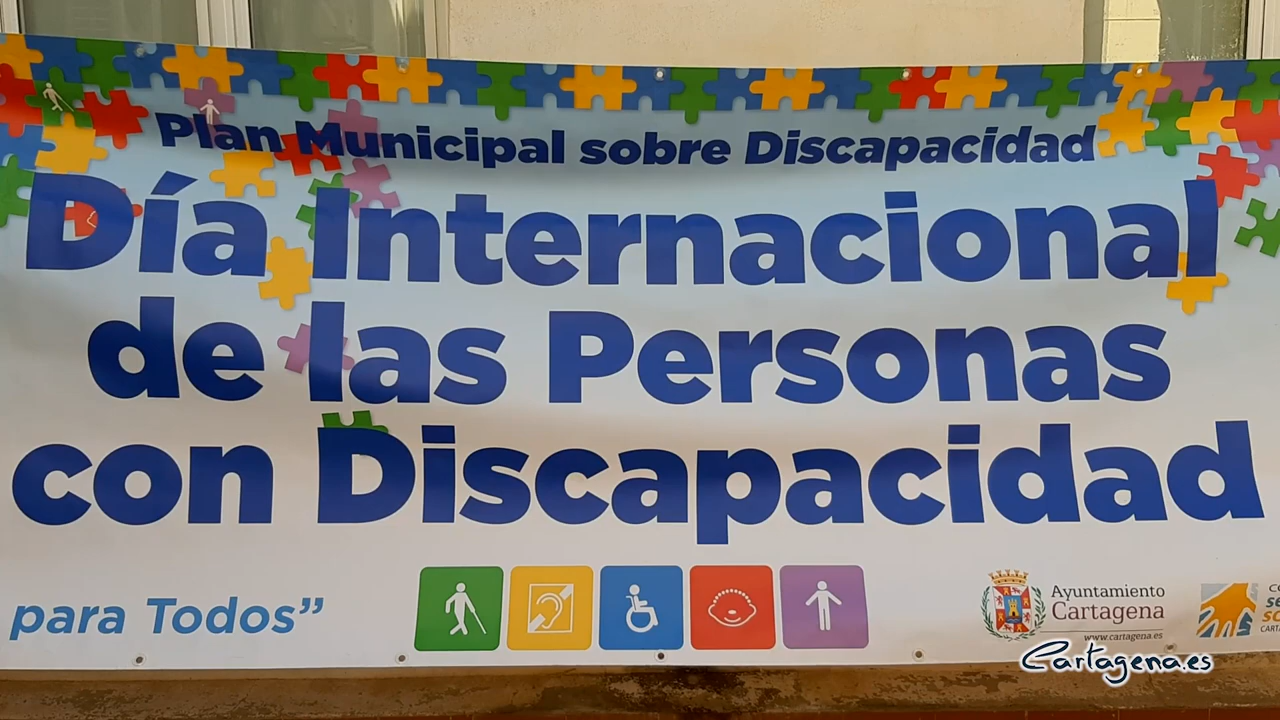 Plan Municipal sobre Discapacidad
Día Internacional
de las Personas
con Discapacidad
para Todos”
Ayuntamiento
Cartagena
www.cartagena.es
Cartagena.es